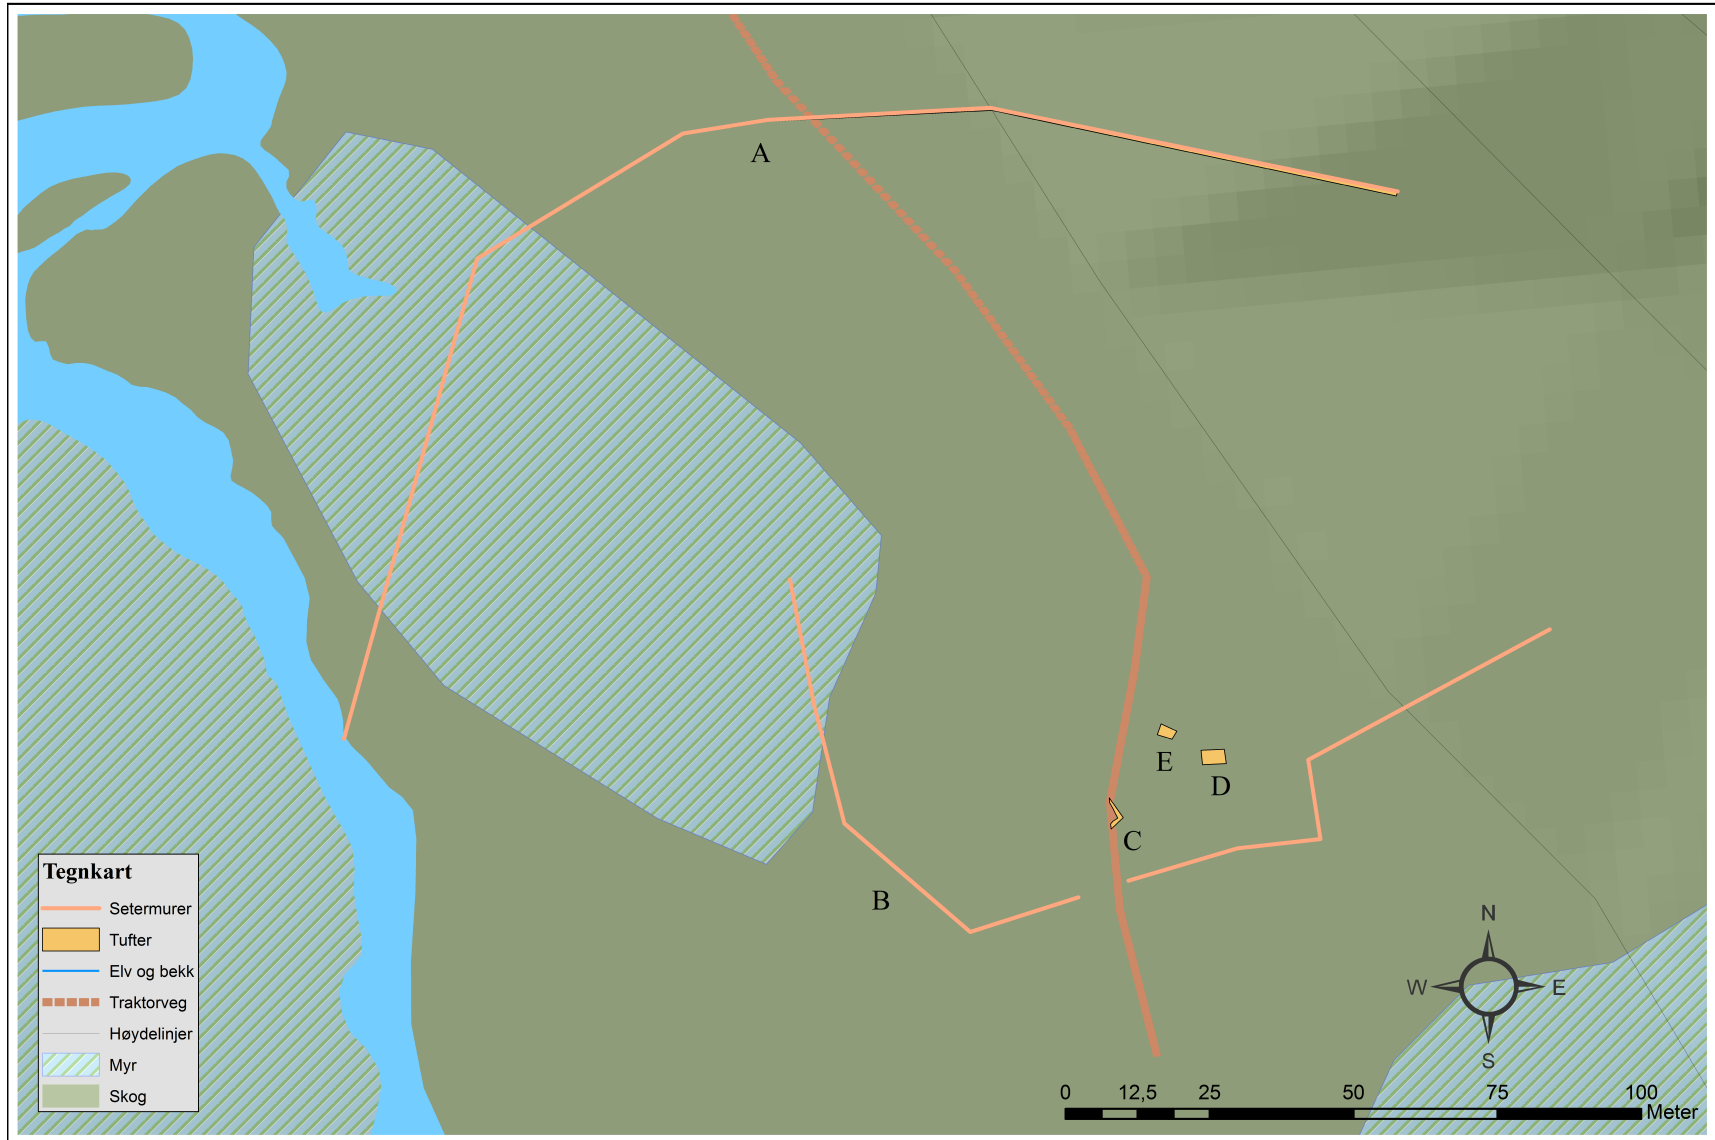 A
E
D
C
B
Tegnkart
Setermurer
Tufter
Elv og bekk
Traktorveg
Høydelinjer
Myr
Skog
N
W E
S
0 12,5 25 50 75 100
Meter